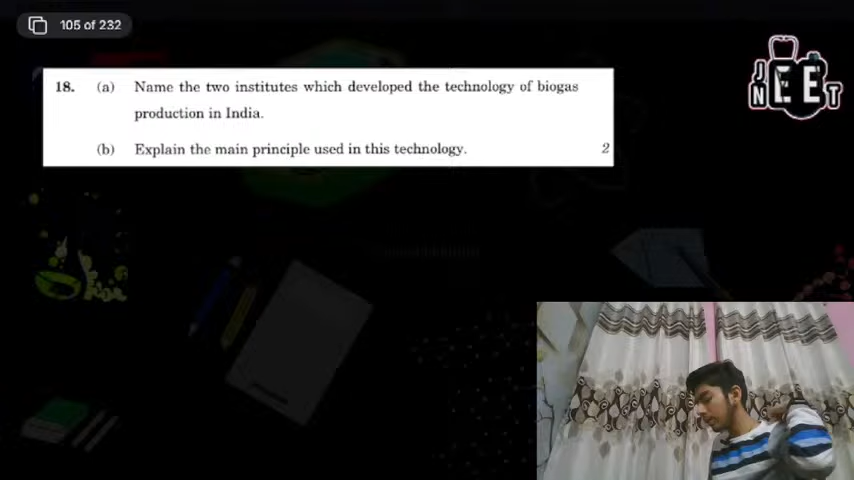 105 of 232
18. (a) Name the two institutes which developed the technology of biogas
production in India.
(b) Explain the main principle used in this technology. 2
J
NEET